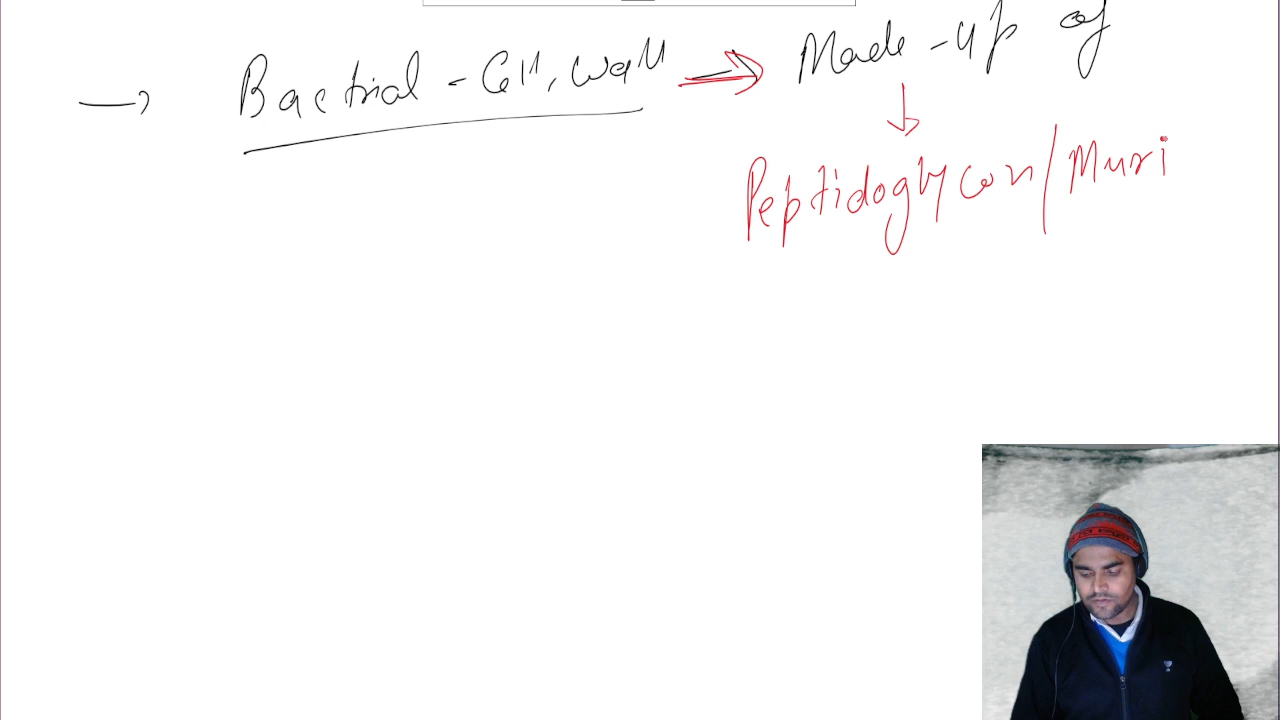 → Bactrial - Cell, wall ⇒ Made - up of
↓
Peptidoglycan/Muri